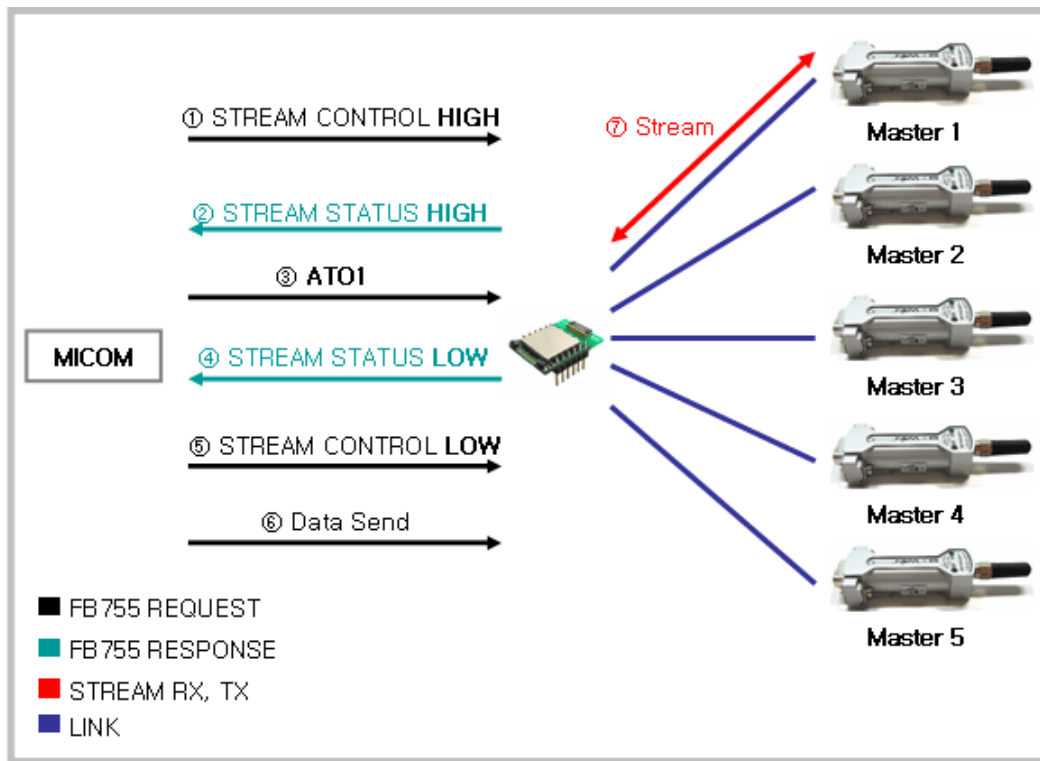 ① STREAM CONTROL HIGH
② STREAM STATUS HIGH
③ ATO1
MICOM
④ STREAM STATUS LOW
⑤ STREAM CONTROL LOW
⑥ Data Send
⑦ Stream
Master 1
Master 2
Master 3
Master 4
Master 5
FB755 REQUEST
FB755 RESPONSE
STREAM RX, TX
LINK